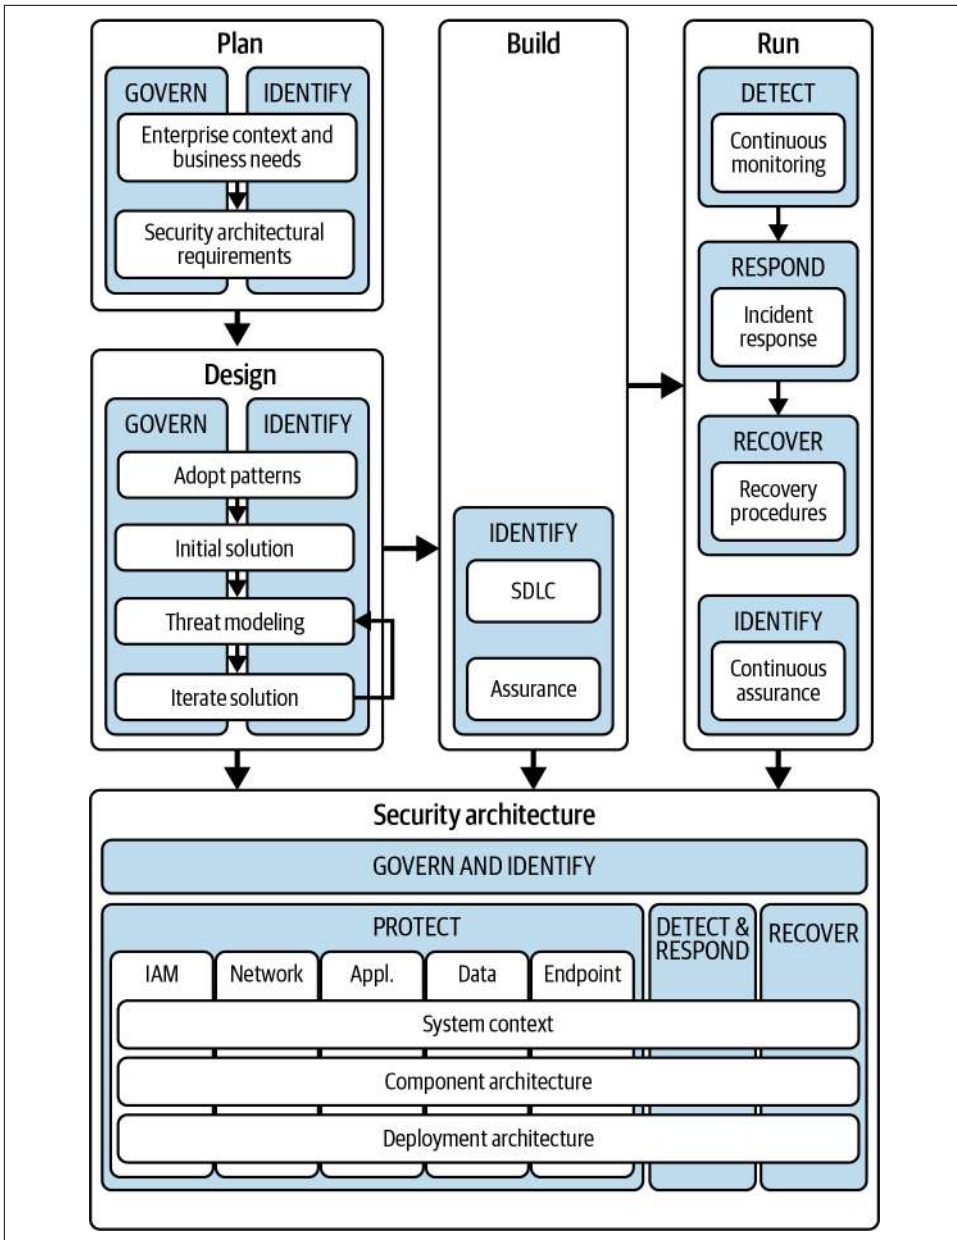 Plan
GOVERN
IDENTIFY
Enterprise context and
business needs
Security architectural
requirements
Design
GOVERN
IDENTIFY
Adopt patterns
Initial solution
Threat modeling
Iterate solution
Build
IDENTIFY
SDLC
Assurance
Run
DETECT
Continuous
monitoring
RESPOND
Incident
response
RECOVER
Recovery
procedures
IDENTIFY
Continuous
assurance
Security architecture
GOVERN AND IDENTIFY
PROTECT
IAM
Network
Appl.
Data
Endpoint
DETECT &
RESPOND
RECOVER
System context
Component architecture
Deployment architecture